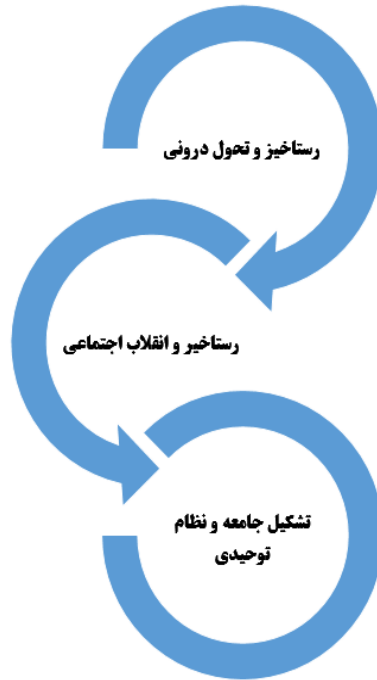 رستاخیز و تحول درونی
رستاخیر و انقلاب اجتماعی
تشکیل جامعه و نظام
توحیدی